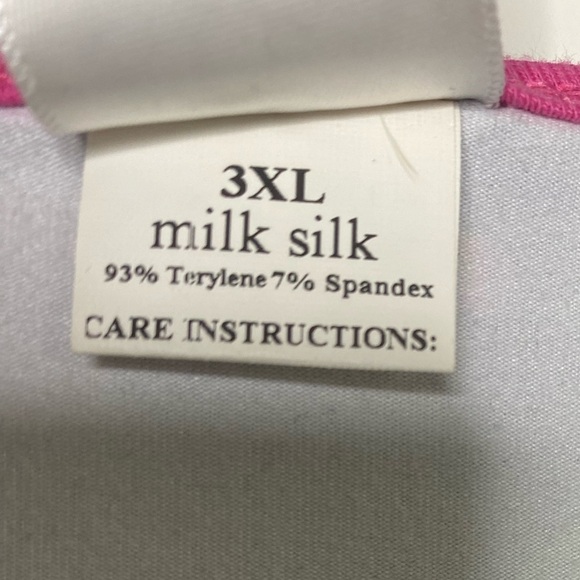 3XL
milk silk
93% Terylene 7% Spandex
CARE INSTRUCTIONS: